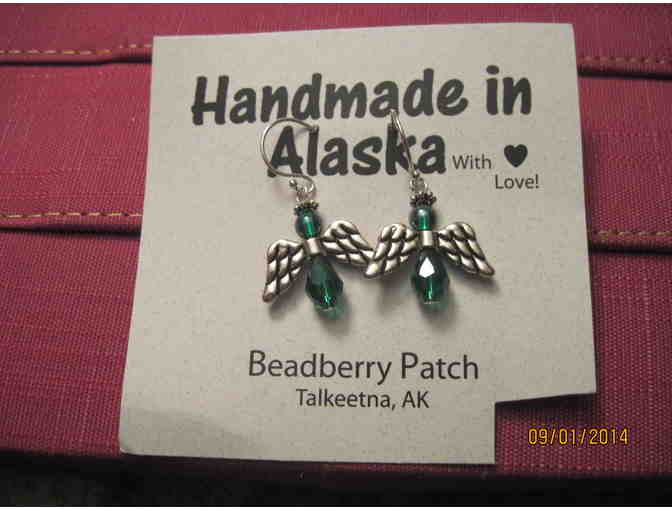 Handmade in
Alaska With ♥
Love!
Beadberry Patch
Talkeetna, AK
09/01/2014